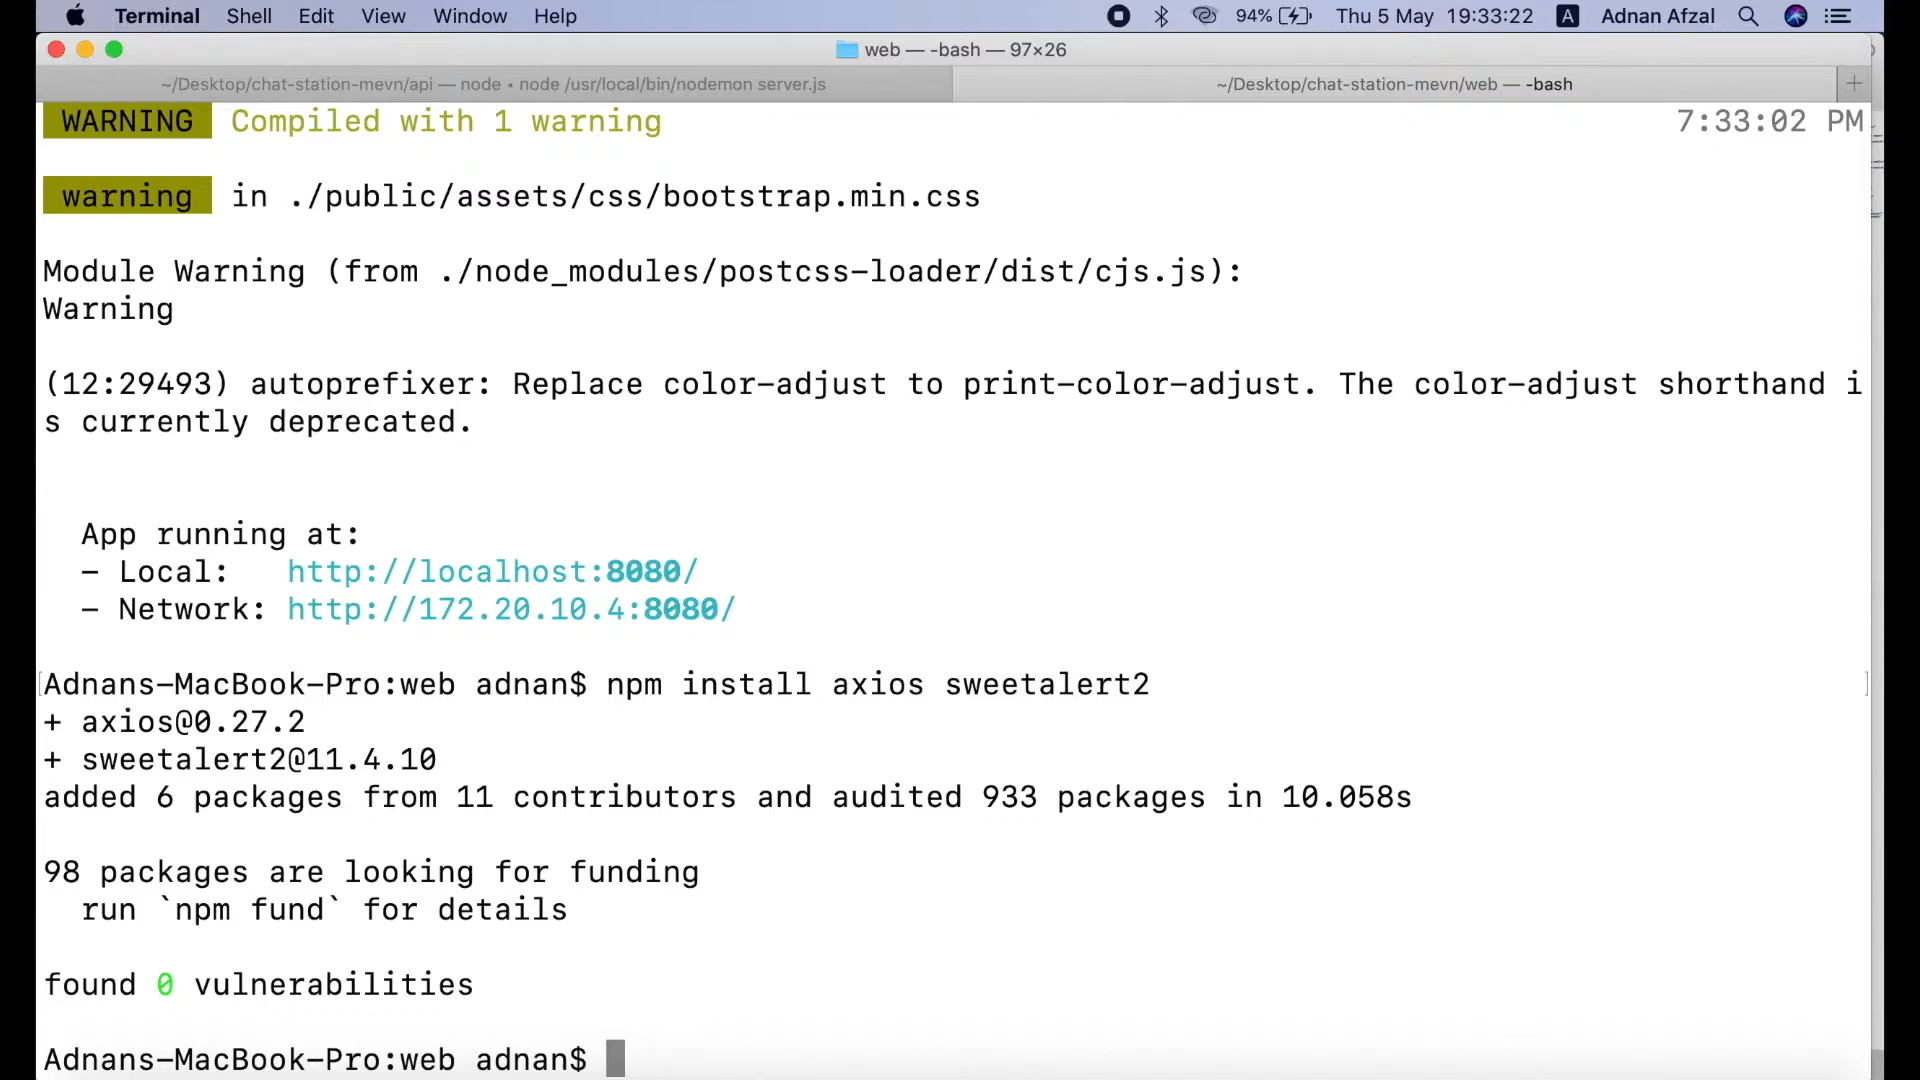 Terminal Shell Edit View Window Help 94% Thu 5 May 19:33:22 A Adnan Afzal
web — -bash — 97×26
~/Desktop/chat-station-mevn/api — node • node /usr/local/bin/nodemon server.js ~/Desktop/chat-station-mevn/web — -bash
WARNING Compiled with 1 warning 7:33:02 PM
warning in ./public/assets/css/bootstrap.min.css
Module Warning (from ./node_modules/postcss-loader/dist/cjs.js):
Warning
(12:29493) autoprefixer: Replace color-adjust to print-color-adjust. The color-adjust shorthand i
s currently deprecated.
App running at:
- Local: http://localhost:8080/
- Network: http://172.20.10.4:8080/
[Adnans-MacBook-Pro:web adnan$ npm install axios sweetalert2 ]
+ axios@0.27.2
+ sweetalert2@11.4.10
added 6 packages from 11 contributors and audited 933 packages in 10.058s
98 packages are looking for funding
run `npm fund` for details
found 0 vulnerabilities
Adnans-MacBook-Pro:web adnan$